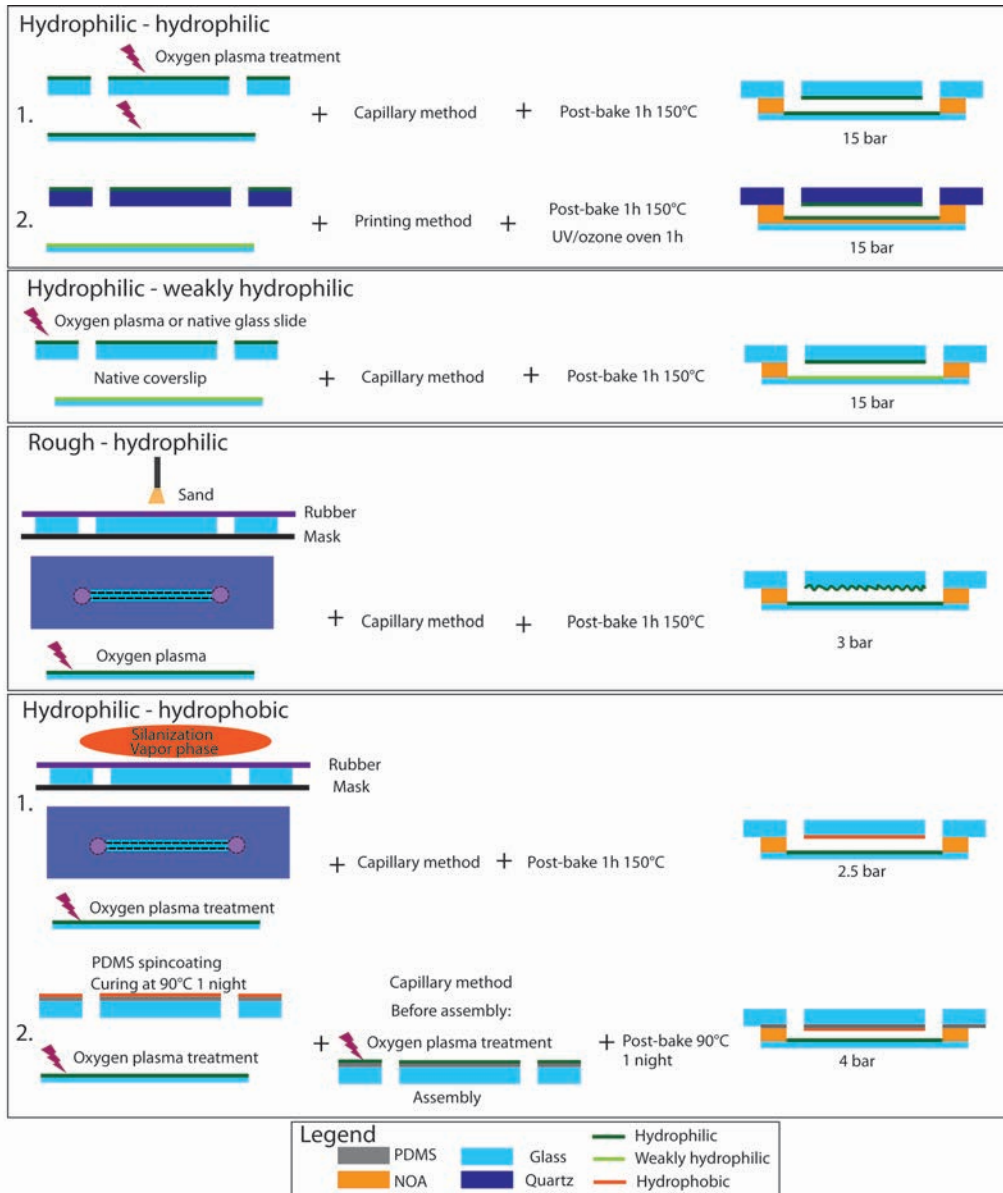 Hydrophilic - hydrophilic
Oxygen plasma treatment
1.
+ Capillary method + Post-bake 1h 150°C
15 bar
2.
+ Printing method + Post-bake 1h 150°C
UV/ozone oven 1h
15 bar
Hydrophilic - weakly hydrophilic
Oxygen plasma or native glass slide
Native coverslip
+ Capillary method + Post-bake 1h 150°C
15 bar
Rough - hydrophilic
Sand
Rubber
Mask
+ Capillary method + Post-bake 1h 150°C
3 bar
Oxygen plasma
Hydrophilic - hydrophobic
Silanization
Vapor phase
Rubber
Mask
1.
+ Capillary method + Post-bake 1h 150°C
2.5 bar
Oxygen plasma treatment
PDMS spincoating
Curing at 90°C 1 night
2.
Oxygen plasma treatment
+
Capillary method
Before assembly:
Oxygen plasma treatment
Assembly
+ Post-bake 90°C
1 night
4 bar
Legend
PDMS
NOA
Glass
Quartz
Hydrophilic
Weakly hydrophilic
Hydrophobic